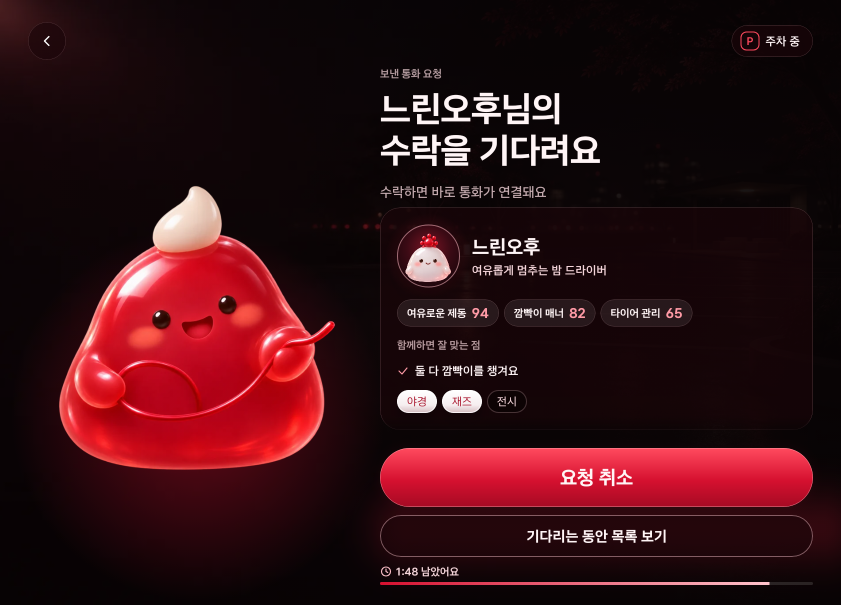 P 주차 중
보낸 통화 요청
느린오후님의
수락을 기다려요
수락하면 바로 통화가 연결돼요
느린오후
여유롭게 멈추는 밤 드라이버
여유로운 제동 94 깜빡이 매너 82 타이어 관리 65
함께하면 잘 맞는 점
둘 다 깜빡이를 챙겨요
야경 재즈 전시
요청 취소
기다리는 동안 목록 보기
1:48 남았어요